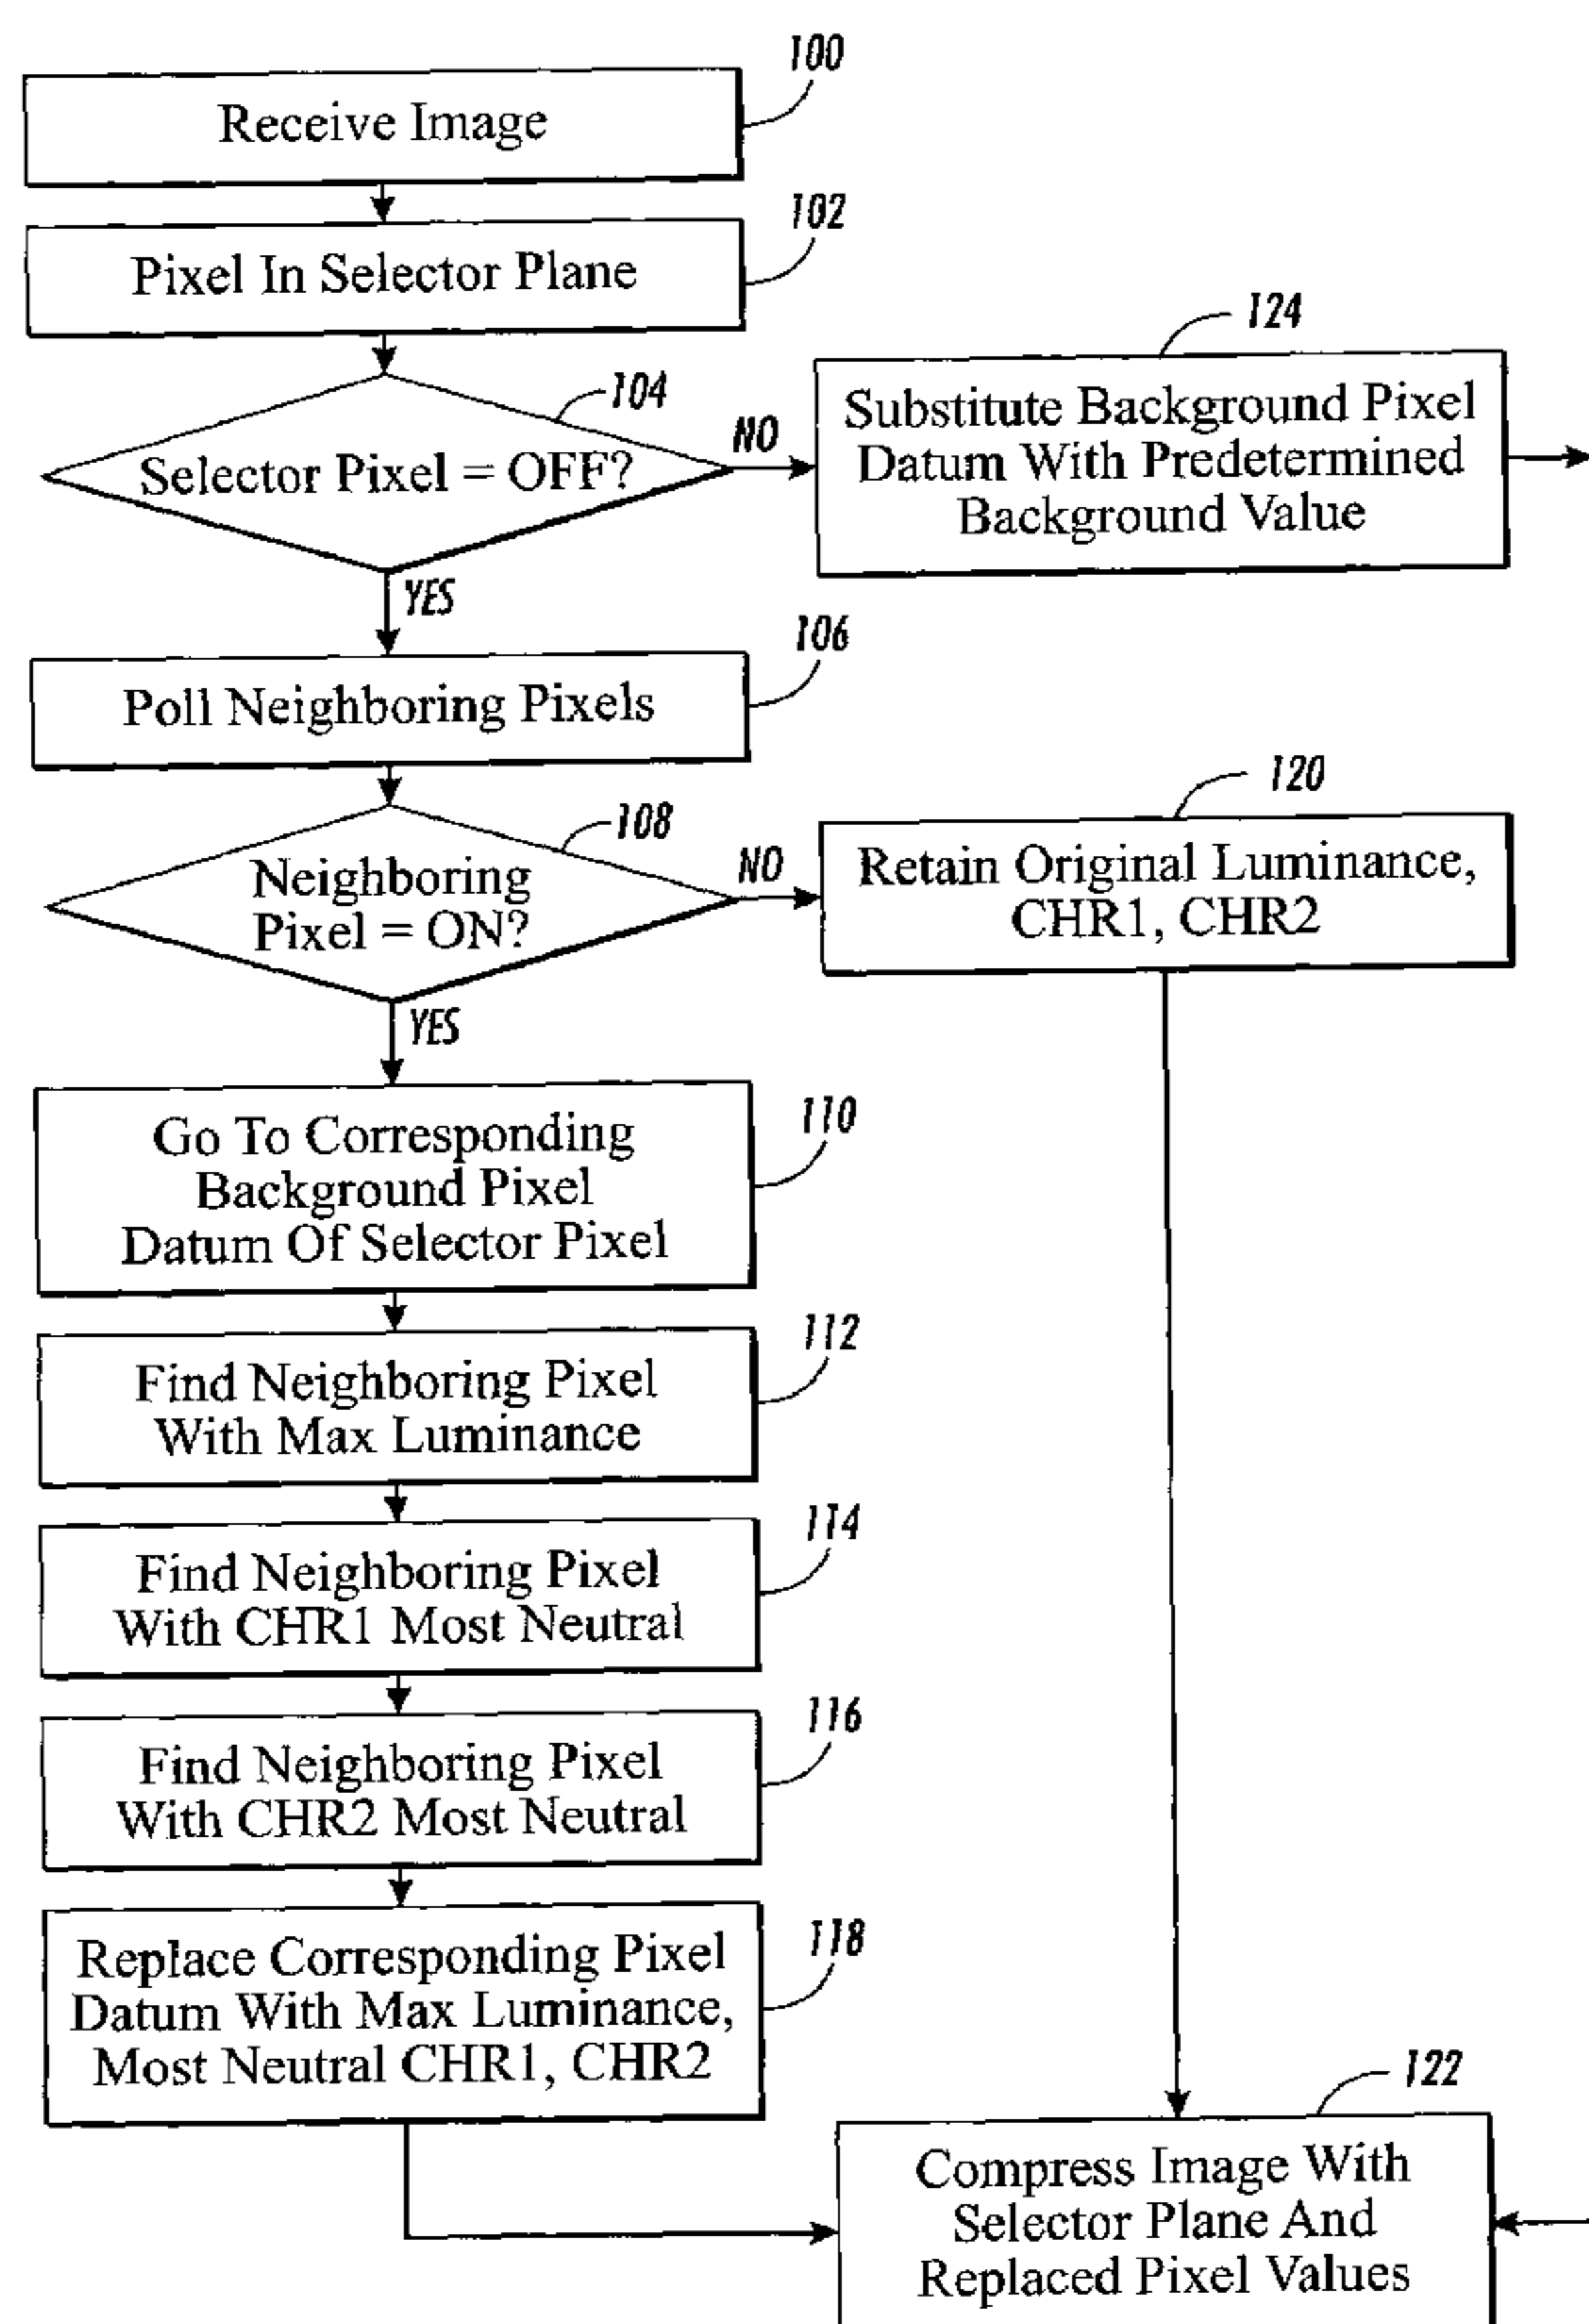 100
Receive Image
102
Pixel In Selector Plane
104
Selector Pixel = OFF?
NO
124
Substitute Background Pixel
Datum With Predetermined
Background Value
YES
106
Poll Neighboring Pixels
108
Neighboring
Pixel = ON?
NO
120
Retain Original Luminance,
CHR1, CHR2
YES
110
Go To Corresponding
Background Pixel
Datum Of Selector Pixel
112
Find Neighboring Pixel
With Max Luminance
114
Find Neighboring Pixel
With CHR1 Most Neutral
116
Find Neighboring Pixel
With CHR2 Most Neutral
118
Replace Corresponding Pixel
Datum With Max Luminance,
Most Neutral CHR1, CHR2
122
Compress Image With
Selector Plane And
Replaced Pixel Values